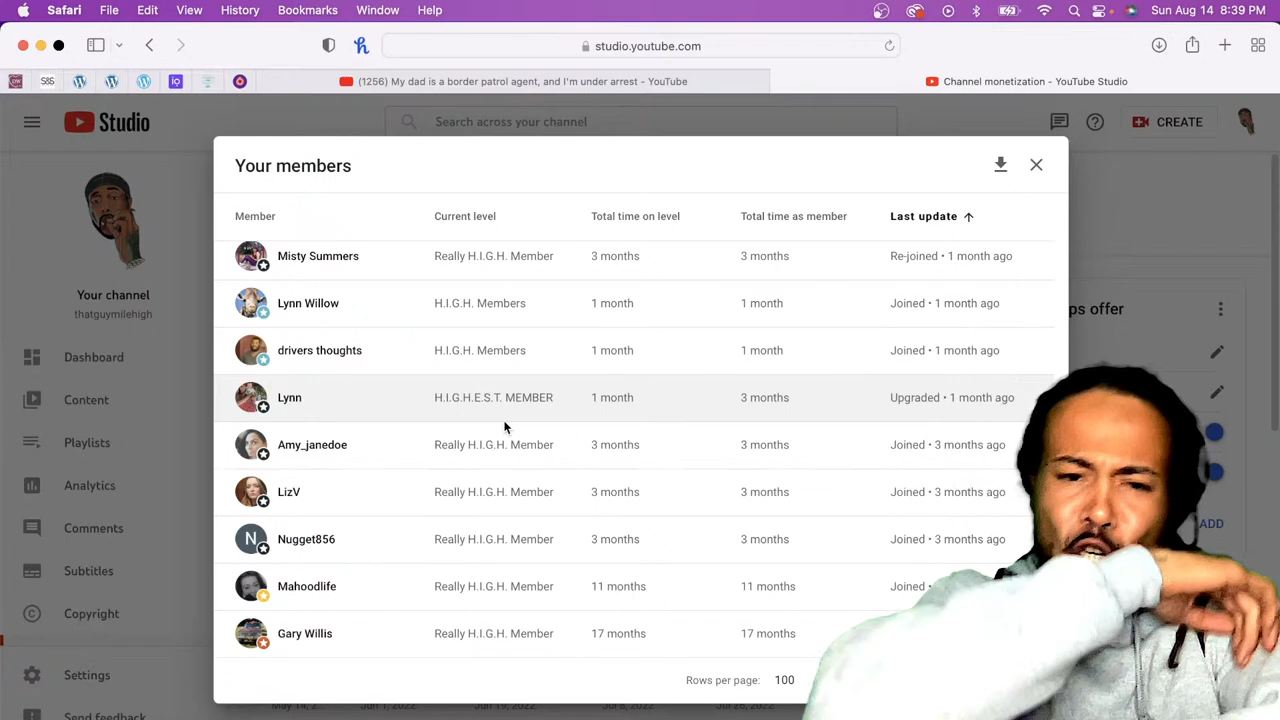 Safari File Edit View History Bookmarks Window Help Sun Aug 14 8:39 PM
studio.youtube.com
S&S iq (1256) My dad is a border patrol agent, and I'm under arrest - YouTube Channel monetization - YouTube Studio
Studio Search across your channel CREATE
Your members
Member Current level Total time on level Total time as member Last update
Misty Summers Really H.I.G.H. Member 3 months 3 months Re-joined • 1 month ago
Lynn Willow H.I.G.H. Members 1 month 1 month Joined • 1 month ago
drivers thoughts H.I.G.H. Members 1 month 1 month Joined • 1 month ago
Lynn H.I.G.H.E.S.T. MEMBER 1 month 3 months Upgraded • 1 month ago
Amy_janedoe Really H.I.G.H. Member 3 months 3 months Joined • 3 months ago
LizV Really H.I.G.H. Member 3 months 3 months Joined • 3 months ago
N Nugget856 Really H.I.G.H. Member 3 months 3 months Joined • 3 months ago
Mahoodlife Really H.I.G.H. Member 11 months 11 months Joined •
Gary Willis Really H.I.G.H. Member 17 months 17 months
Rows per page: 100
Your channel
thatguymilehigh
Dashboard
Content
Playlists
Analytics
Comments
Subtitles
Copyright
Settings
Send feedback
ps offer
ADD